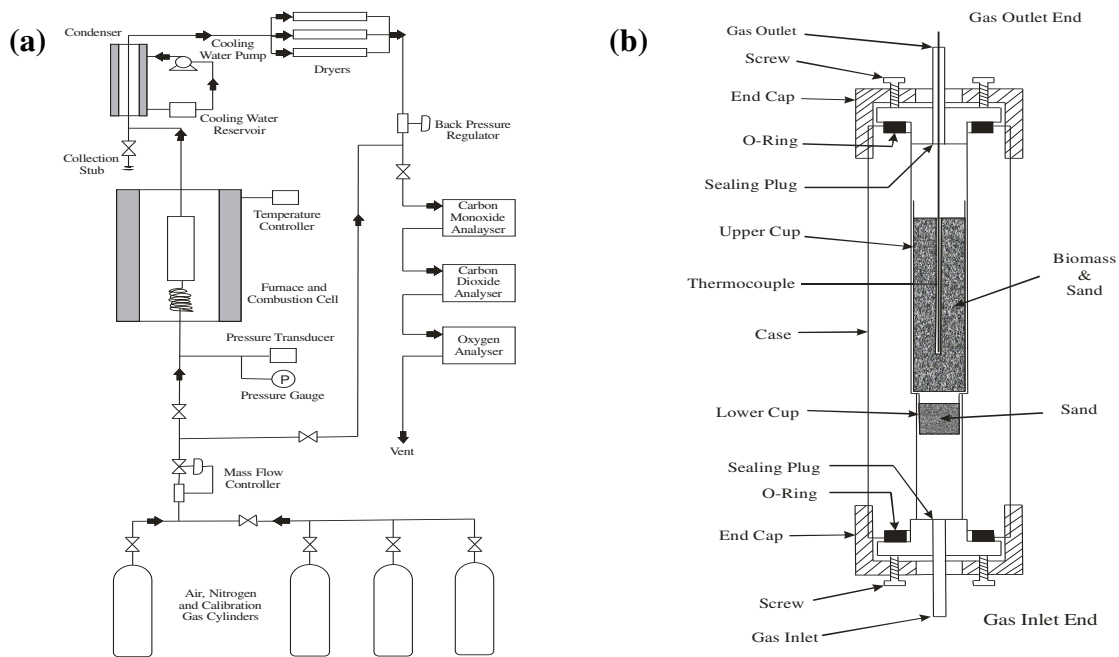 (a)
Condenser
Cooling
Water Pump
Dryers
Cooling Water
Reservoir
Back Pressure
Regulator
Collection
Stub
Temperature
Controller
Carbon
Monoxide
Analayser
Furnace and
Combustion Cell
Carbon
Dioxide
Analyser
Pressure Transducer
Oxygen
Analyser
P
Pressure Gauge
Vent
Mass Flow
Controller
Air, Nitrogen
and Calibration
Gas Cylinders
(b)
Gas Outlet End
Gas Outlet
Screw
End Cap
O-Ring
Sealing Plug
Upper Cup
Biomass
&
Sand
Thermocouple
Case
Lower Cup
Sand
Sealing Plug
O-Ring
End Cap
Screw
Gas Inlet End
Gas Inlet